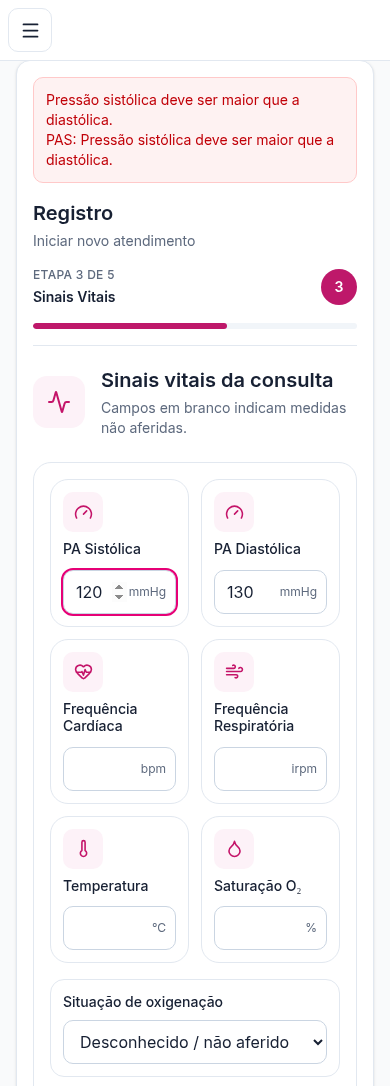 Pressão sistólica deve ser maior que a
diastólica.
PAS: Pressão sistólica deve ser maior que a
diastólica.
Registro
Iniciar novo atendimento
ETAPA 3 DE 5
Sinais Vitais
3
Sinais vitais da consulta
Campos em branco indicam medidas
não aferidas.
PA Sistólica
120 mmHg
PA Diastólica
130 mmHg
Frequência
Cardíaca
bpm
Frequência
Respiratória
irpm
Temperatura
°C
Saturação O₂
%
Situação de oxigenação
Desconhecido / não aferido